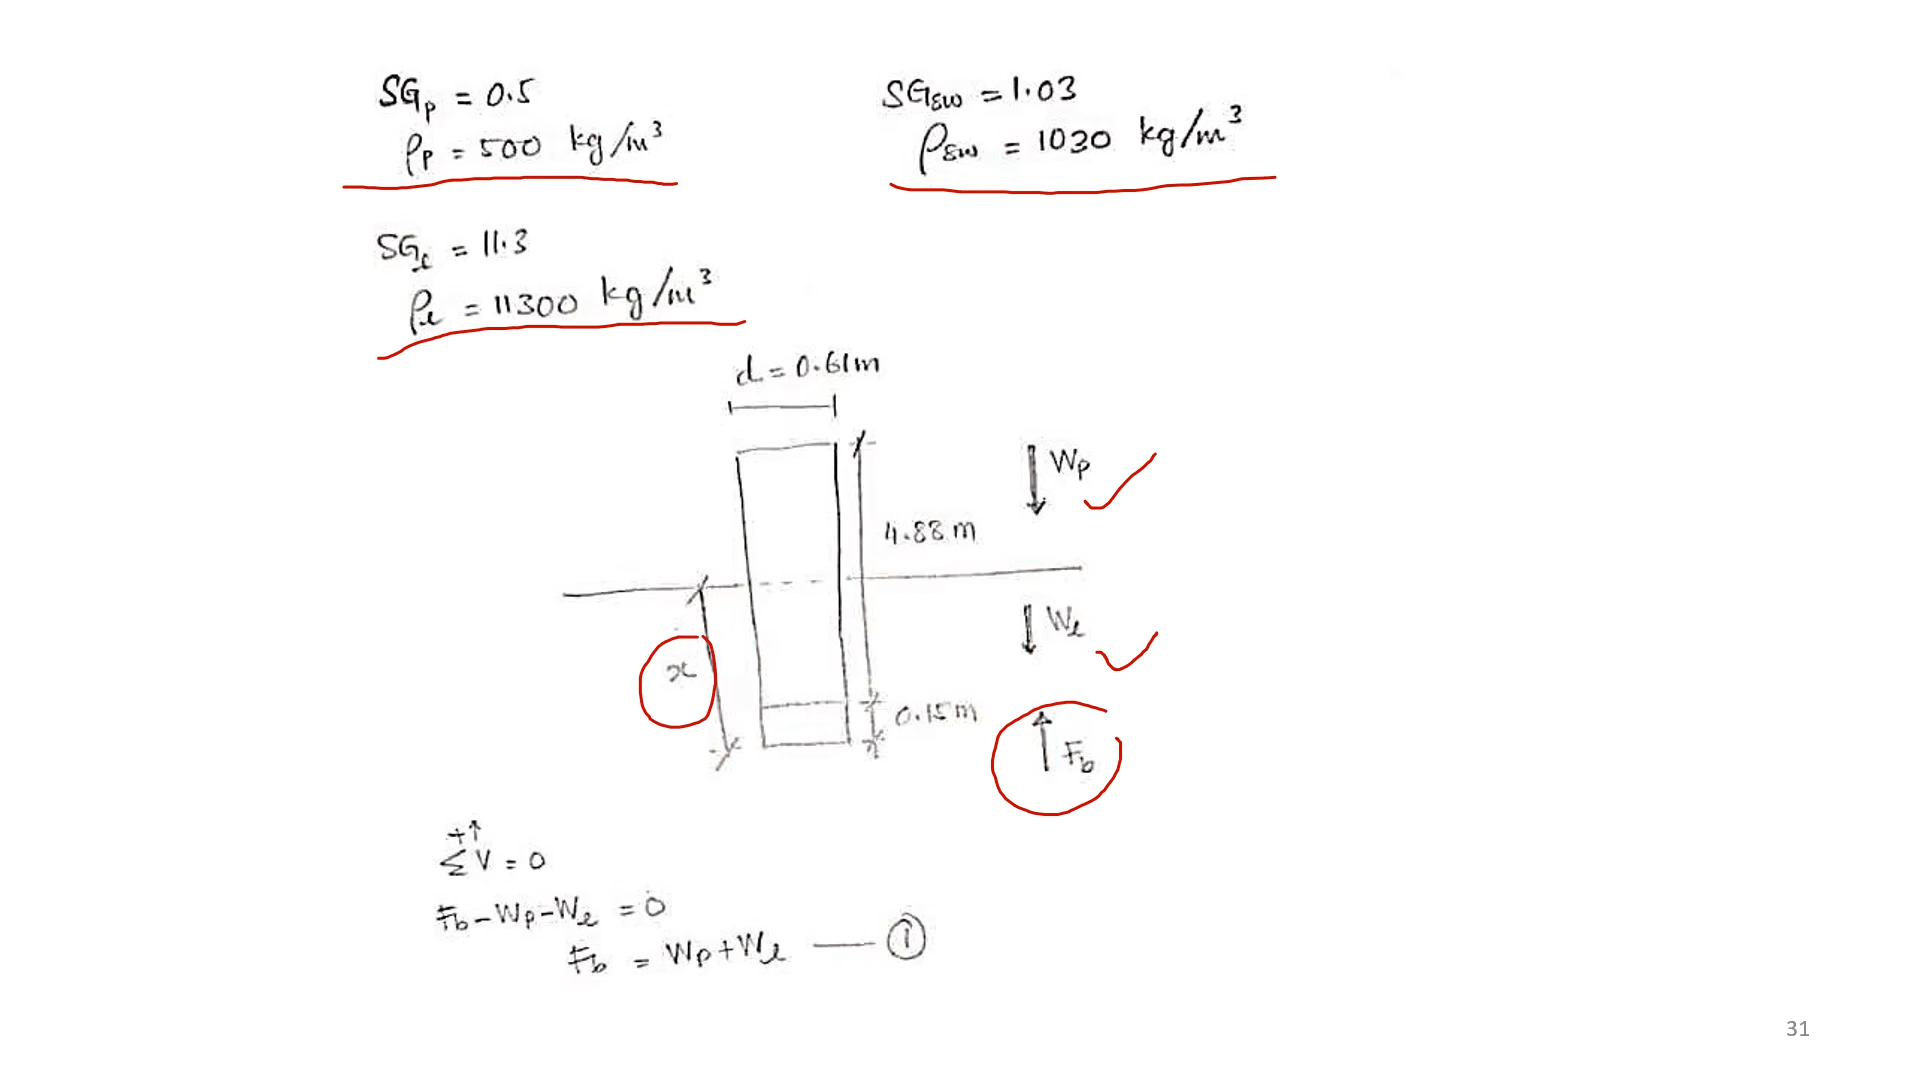 SGp = 0.5
ρp = 500 kg/m³
SGsw = 1.03
ρsw = 1030 kg/m³
SGl = 11.3
ρl = 11300 kg/m³
d = 0.61m
Wp
4.88 m
Wl
x
0.15m
Fb
+↑
ΣV = 0
Fb - Wp - Wl = 0
Fb = Wp + Wl —— ①
31